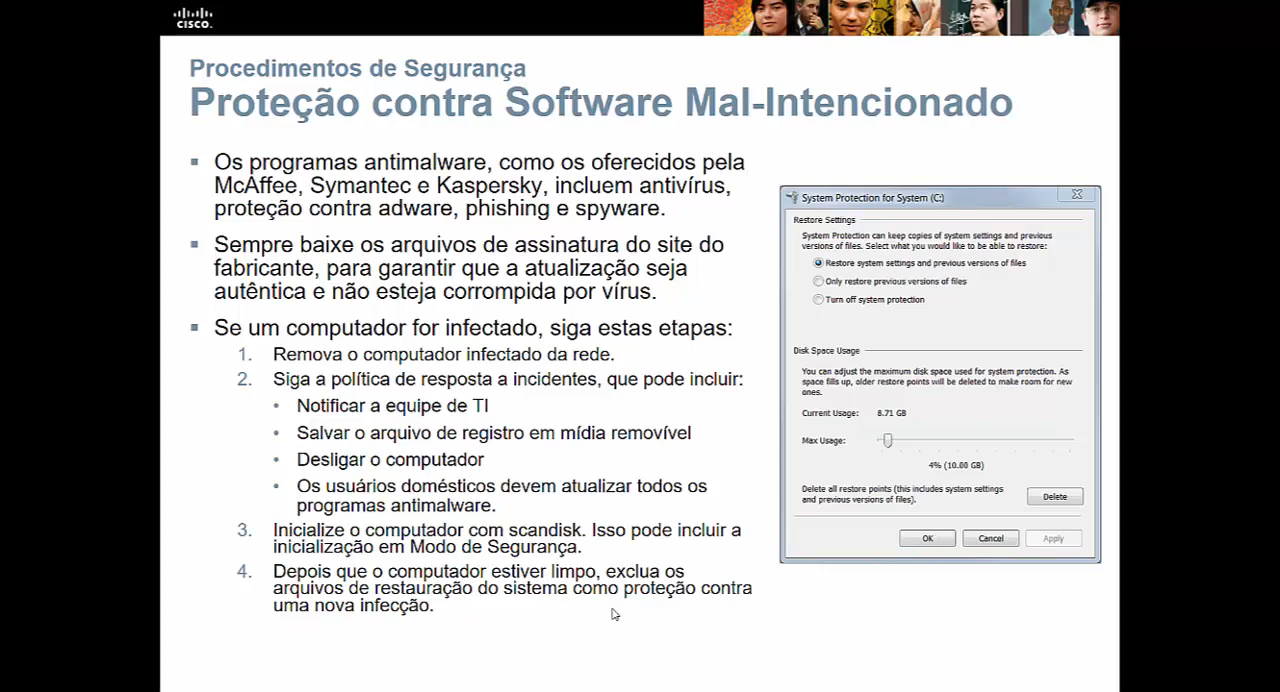 CISCO.
Procedimentos de Segurança
Proteção contra Software Mal-Intencionado
Os programas antimalware, como os oferecidos pela
McAffee, Symantec e Kaspersky, incluem antivírus,
proteção contra adware, phishing e spyware.
Sempre baixe os arquivos de assinatura do site do
fabricante, para garantir que a atualização seja
autêntica e não esteja corrompida por vírus.
Se um computador for infectado, siga estas etapas:
1. Remova o computador infectado da rede.
2. Siga a política de resposta a incidentes, que pode incluir:
• Notificar a equipe de TI
• Salvar o arquivo de registro em mídia removível
• Desligar o computador
• Os usuários domésticos devem atualizar todos os
programas antimalware.
3. Inicialize o computador com scandisk. Isso pode incluir a
inicialização em Modo de Segurança.
4. Depois que o computador estiver limpo, exclua os
arquivos de restauração do sistema como proteção contra
uma nova infecção.
System Protection for System (C:)
Restore Settings
System Protection can keep copies of system settings and previous
versions of files. Select what you would like to be able to restore:
Restore system settings and previous versions of files
Only restore previous versions of files
Turn off system protection
Disk Space Usage
You can adjust the maximum disk space used for system protection. As
space fills up, older restore points will be deleted to make room for new
ones.
Current Usage: 8.71 GB
Max Usage:
4% (10.00 GB)
Delete all restore points (this includes system settings
and previous versions of files).
Delete
OK Cancel Apply